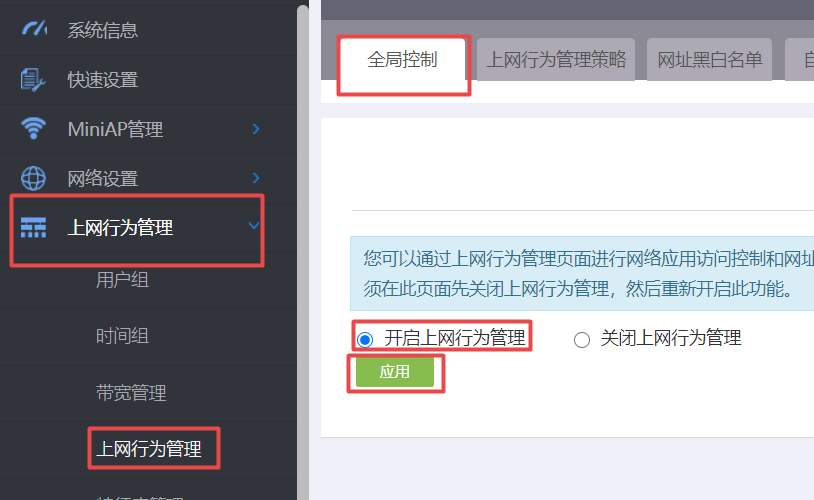 系统信息
快速设置
MiniAP管理
网络设置
上网行为管理
用户组
时间组
带宽管理
上网行为管理
全局控制
上网行为管理策略
网址黑白名单
您可以通过上网行为管理页面进行网络应用访问控制和网址
须在此页面先关闭上网行为管理，然后重新开启此功能。
开启上网行为管理
关闭上网行为管理
应用